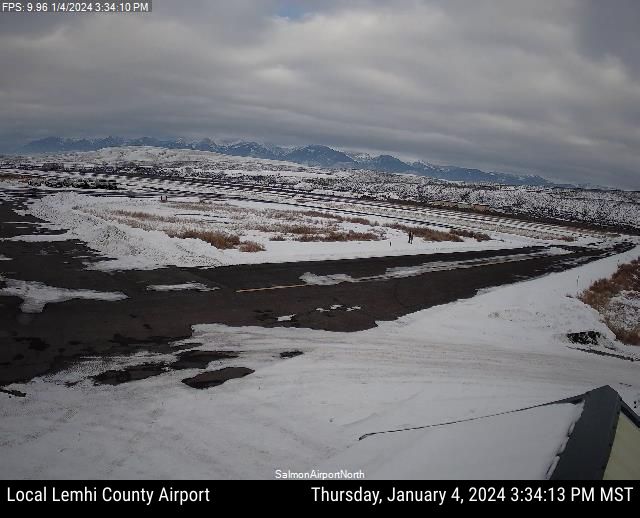 FPS: 9.96 1/4/2024 3:34:10 PM
SalmonAirportNorth
Local Lemhi County Airport Thursday, January 4, 2024 3:34:13 PM MST